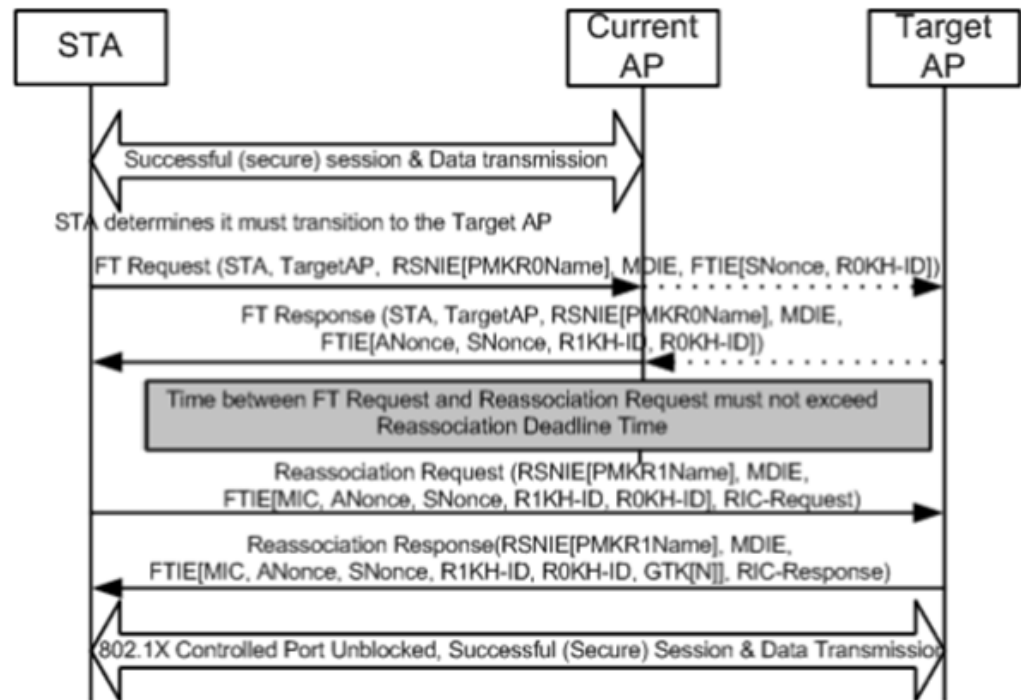 STA
Current
AP
Target
AP
Successful (secure) session & Data transmission
STA determines it must transition to the Target AP
FT Request (STA, TargetAP, RSNIE[PMKR0Name], MDIE, FTIE[SNonce, R0KH-ID])
FT Response (STA, TargetAP, RSNIE[PMKR0Name], MDIE,
FTIE[ANonce, SNonce, R1KH-ID, R0KH-ID])
Time between FT Request and Reassociation Request must not exceed
Reassociation Deadline Time
Reassociation Request (RSNIE[PMKR1Name], MDIE,
FTIE[MIC, ANonce, SNonce, R1KH-ID, R0KH-ID], RIC-Request)
Reassociation Response(RSNIE[PMKR1Name], MDIE,
FTIE[MIC, ANonce, SNonce, R1KH-ID, R0KH-ID, GTK[N]], RIC-Response)
802.1X Controlled Port Unblocked, Successful (Secure) Session & Data Transmission